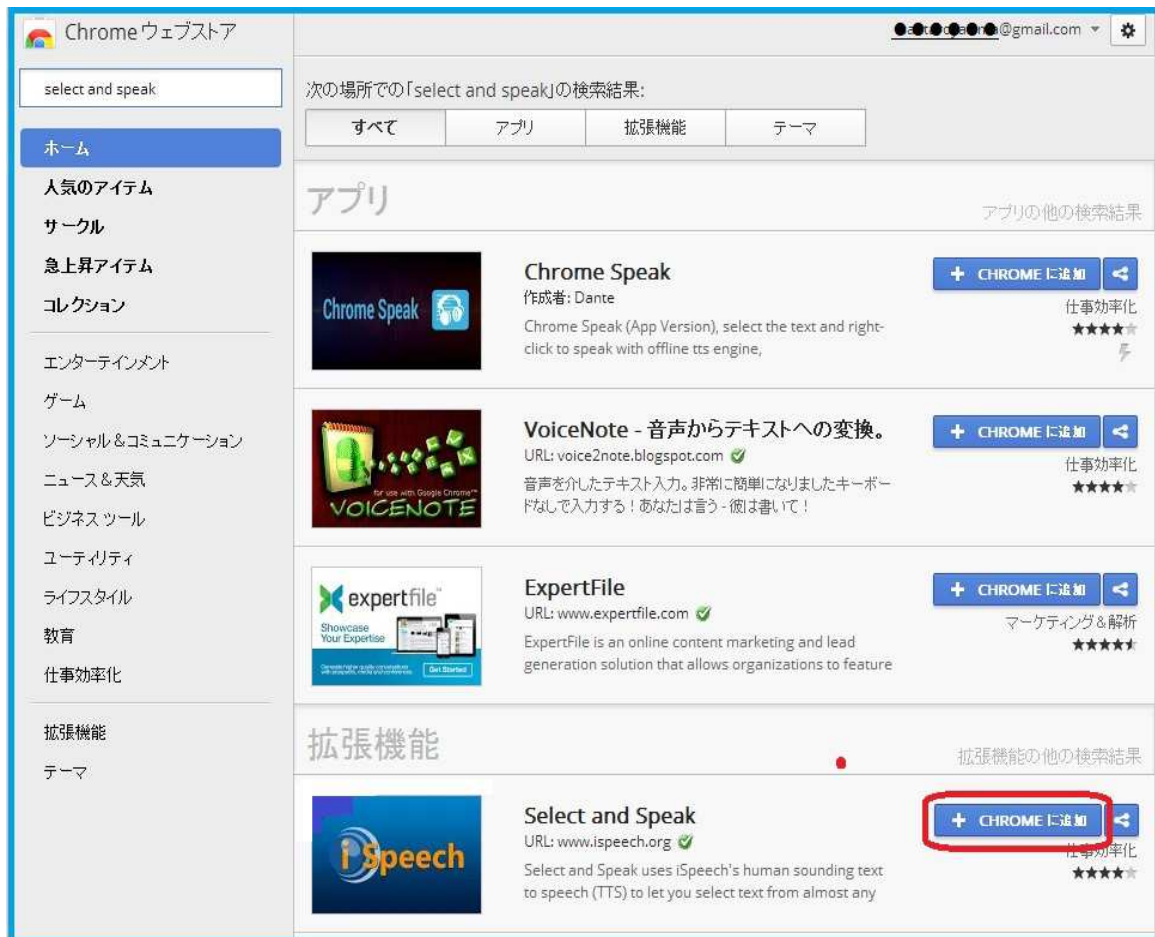 Chrome ウェブストア
@gmail.com
select and speak
次の場所での「select and speak」の検索結果:
すべて
アプリ
拡張機能
テーマ
ホーム
人気のアイテム
サークル
急上昇アイテム
コレクション
エンターテインメント
ゲーム
ソーシャル&コミュニケーション
ニュース&天気
ビジネス ツール
ユーティリティ
ライフスタイル
教育
仕事効率化
拡張機能
テーマ
アプリ
アプリの他の検索結果
Chrome Speak
Chrome Speak
作成者: Dante
Chrome Speak (App Version), select the text and right-
click to speak with offline tts engine,
+ CHROME に追加
仕事効率化
for use with Google Chrome™
VOICENOTE
VoiceNote - 音声からテキストへの変換。
URL: voice2note.blogspot.com
音声を介したテキスト入力。非常に簡単になりましたキーボー
ドなしで入力する!あなたは言う - 彼は書いて!
+ CHROME に追加
仕事効率化
expertfile
Showcase
Your Expertise
Get Started
ExpertFile
URL: www.expertfile.com
ExpertFile is an online content marketing and lead
generation solution that allows organizations to feature
+ CHROME に追加
マーケティング&解析
拡張機能
拡張機能の他の検索結果
iSpeech
Select and Speak
URL: www.ispeech.org
Select and Speak uses iSpeech's human sounding text
to speech (TTS) to let you select text from almost any
+ CHROME に追加
仕事効率化